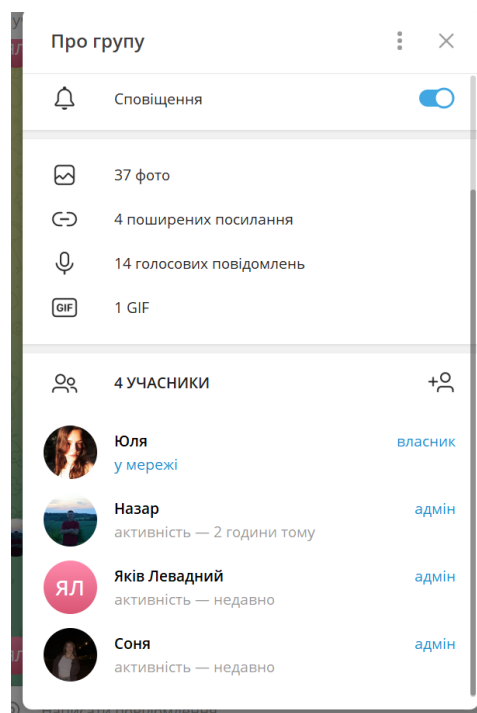 Про групу
Сповіщення
37 фото
4 поширених посилання
14 голосових повідомлень
GIF
1 GIF
4 УЧАСНИКИ
Юля
власник
у мережі
Назар
адмін
активність — 2 години тому
ЯЛ
Яків Левадний
адмін
активність — недавно
Соня
адмін
активність — недавно